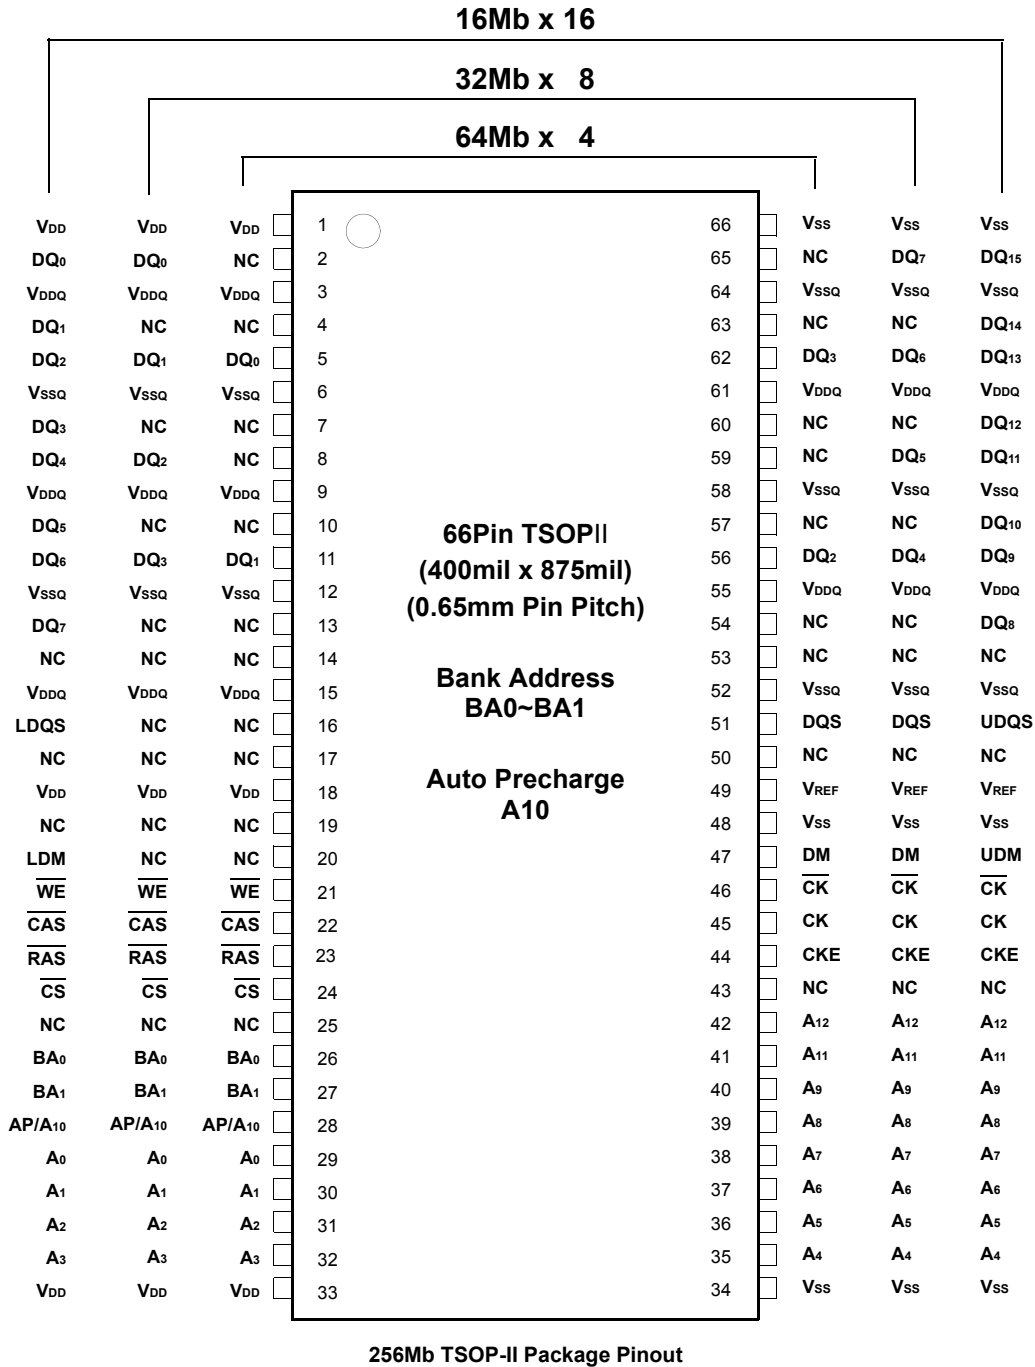 16Mb x 16
32Mb x 8
64Mb x 4
VDD VDD VDD 1 66 VSS VSS VSS
DQ0 DQ0 NC 2 65 NC DQ7 DQ15
VDDQ VDDQ VDDQ 3 64 VSSQ VSSQ VSSQ
DQ1 NC NC 4 63 NC NC DQ14
DQ2 DQ1 DQ0 5 62 DQ3 DQ6 DQ13
VSSQ VSSQ VSSQ 6 61 VDDQ VDDQ VDDQ
DQ3 NC NC 7 60 NC NC DQ12
DQ4 DQ2 NC 8 59 NC DQ5 DQ11
VDDQ VDDQ VDDQ 9 58 VSSQ VSSQ VSSQ
DQ5 NC NC 10 57 NC NC DQ10
DQ6 DQ3 DQ1 11 56 DQ2 DQ4 DQ9
VSSQ VSSQ VSSQ 12 55 VDDQ VDDQ VDDQ
DQ7 NC NC 13 54 NC NC DQ8
NC NC NC 14 53 NC NC NC
VDDQ VDDQ VDDQ 15 52 VSSQ VSSQ VSSQ
LDQS NC NC 16 51 DQS DQS UDQS
NC NC NC 17 50 NC NC NC
VDD VDD VDD 18 49 VREF VREF VREF
NC NC NC 19 48 VSS VSS VSS
LDM NC NC 20 47 DM DM UDM
WE WE WE 21 46 CK CK CK
CAS CAS CAS 22 45 CK CK CK
RAS RAS RAS 23 44 CKE CKE CKE
CS CS CS 24 43 NC NC NC
NC NC NC 25 42 A12 A12 A12
BA0 BA0 BA0 26 41 A11 A11 A11
BA1 BA1 BA1 27 40 A9 A9 A9
AP/A10 AP/A10 AP/A10 28 39 A8 A8 A8
A0 A0 A0 29 38 A7 A7 A7
A1 A1 A1 30 37 A6 A6 A6
A2 A2 A2 31 36 A5 A5 A5
A3 A3 A3 32 35 A4 A4 A4
VDD VDD VDD 33 34 VSS VSS VSS
66Pin TSOPII
(400mil x 875mil)
(0.65mm Pin Pitch)
Bank Address
BA0~BA1
Auto Precharge
A10
256Mb TSOP-II Package Pinout